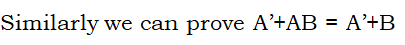 Similarly we can prove A’+AB = A’+B